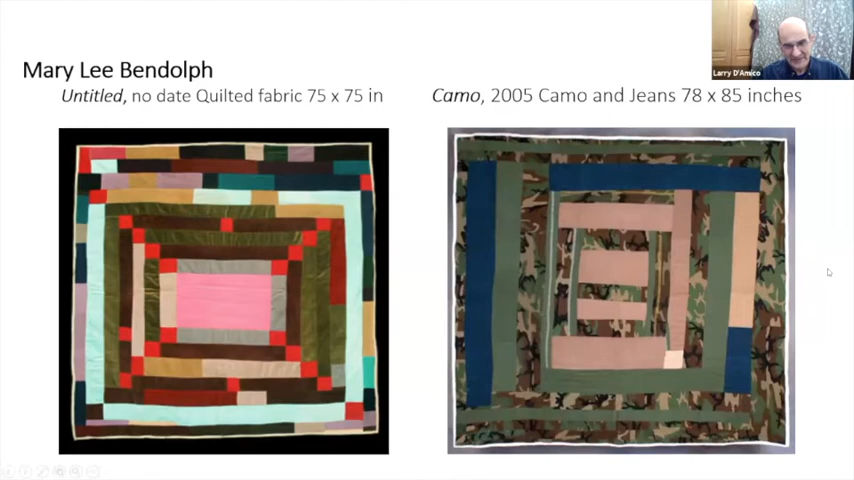 Larry D'Amico
Mary Lee Bendolph
Untitled, no date Quilted fabric 75 x 75 in
Camo, 2005 Camo and Jeans 78 x 85 inches